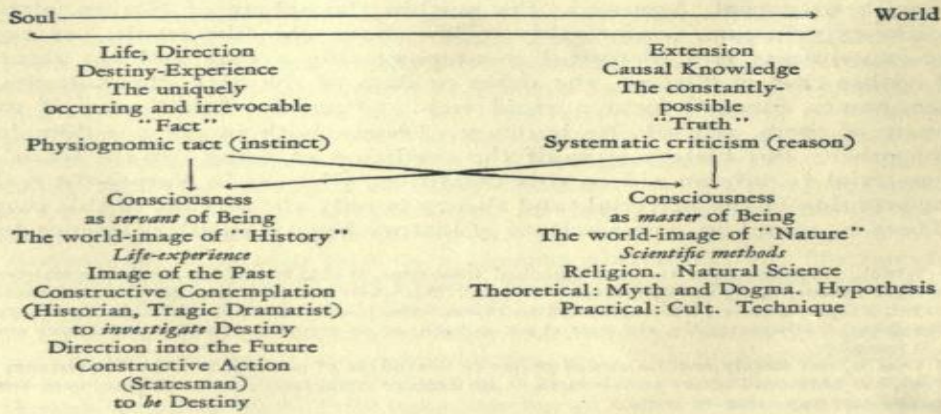 Soul World
Life, Direction
Destiny-Experience
The uniquely
occurring and irrevocable
"Fact"
Physiognomic tact (instinct)
Extension
Causal Knowledge
The constantly-
possible
"Truth"
Systematic criticism (reason)
Consciousness
as servant of Being
The world-image of "History"
Life-experience
Image of the Past
Constructive Contemplation
(Historian, Tragic Dramatist)
to investigate Destiny
Direction into the Future
Constructive Action
(Statesman)
to be Destiny
Consciousness
as master of Being
The world-image of "Nature"
Scientific methods
Religion. Natural Science
Theoretical: Myth and Dogma. Hypothesis
Practical: Cult. Technique